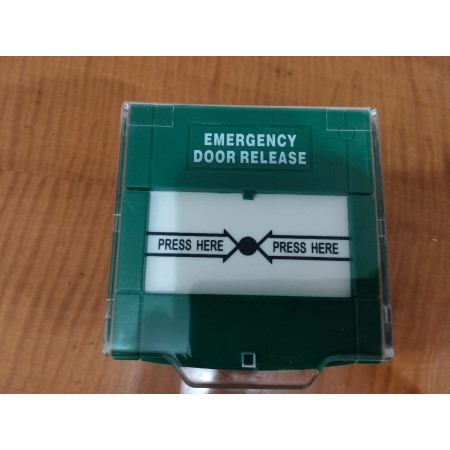 EMERGENCY
DOOR RELEASE
PRESS HERE PRESS HERE